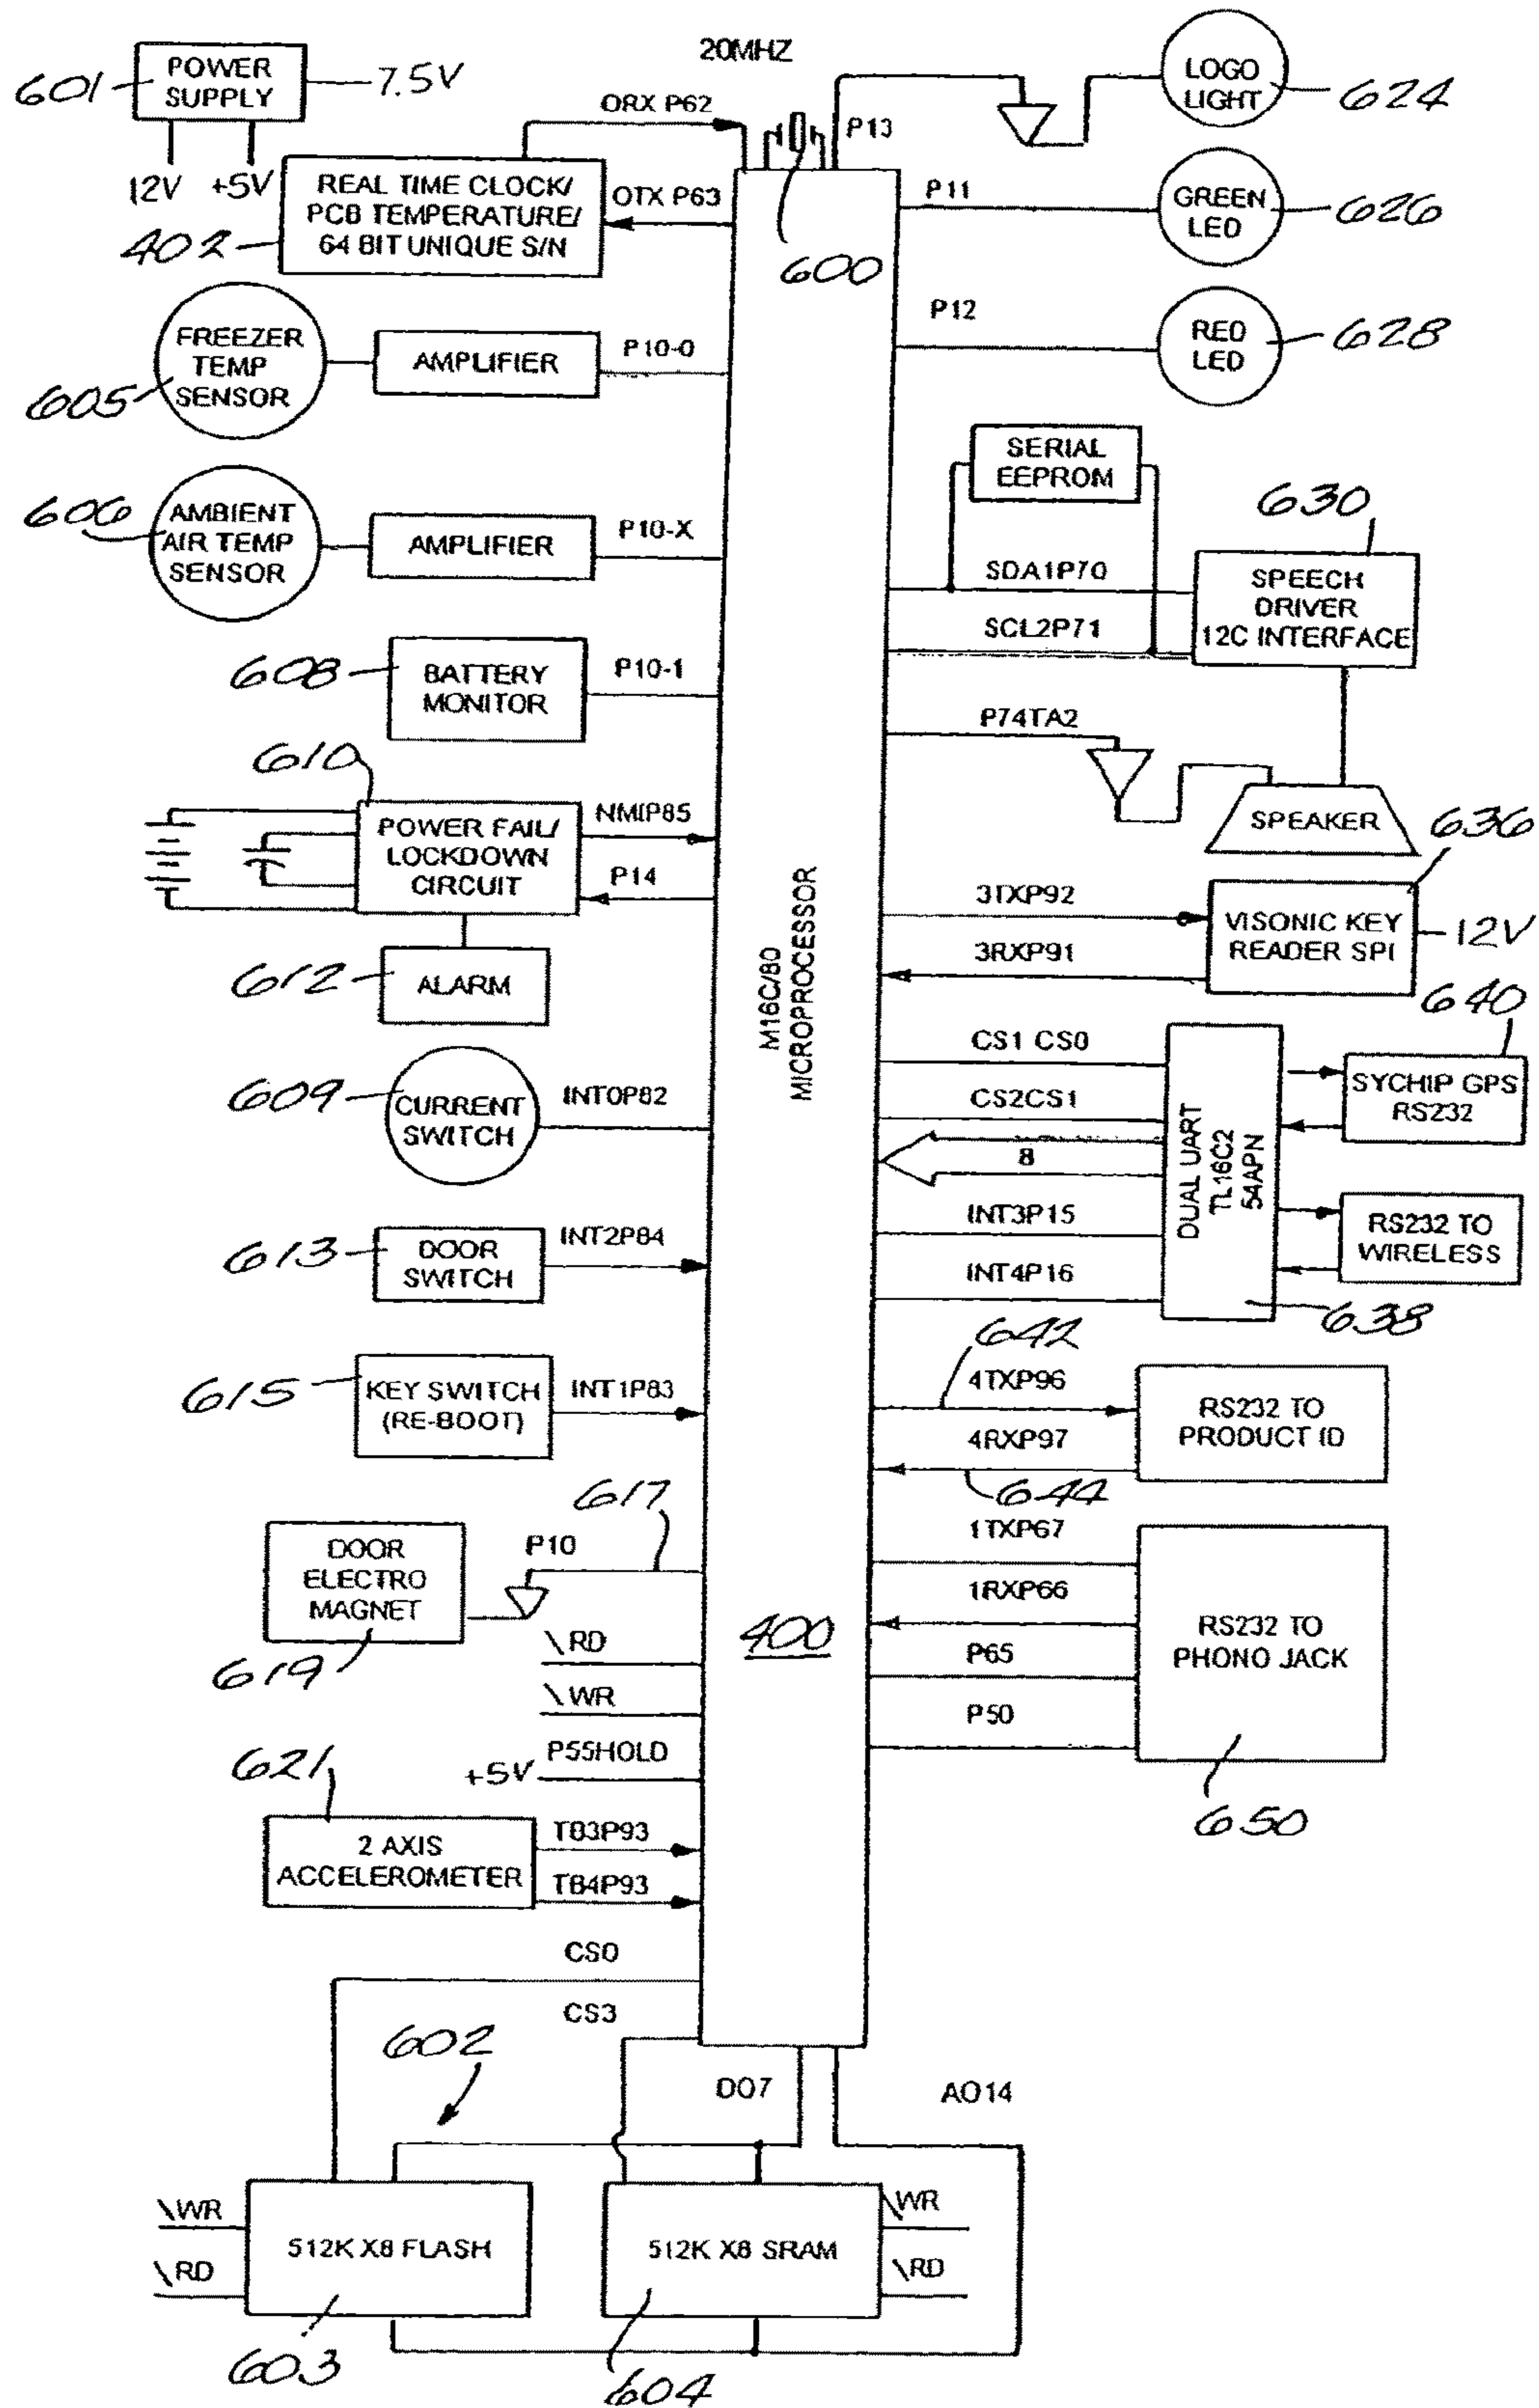 20MHZ
601
POWER
SUPPLY
7.5V
12V
+5V
ORX P62
P13
LOGO
LIGHT
624
REAL TIME CLOCK/
PCB TEMPERATURE/
64 BIT UNIQUE S/N
402
OTX P63
600
P11
GREEN
LED
626
P12
RED
LED
628
FREEZER
TEMP
SENSOR
605
AMPLIFIER
P10-0
SERIAL
EEPROM
630
606
AMBIENT
AIR TEMP
SENSOR
AMPLIFIER
P10-X
SDA1P70
SCL2P71
SPEECH
DRIVER
12C INTERFACE
608
BATTERY
MONITOR
P10-1
P74TA2
SPEAKER
610
POWER FAIL/
LOCKDOWN
CIRCUIT
NMIP85
P14
636
3TXP92
3RXP91
VISONIC KEY
READER SPI
12V
612
ALARM
M16C/80
MICROPROCESSOR
640
609
CURRENT
SWITCH
INT0P82
CS1 CS0
CS2CS1
8
INT3P15
INT4P16
DUAL UART
TL16C2
54APN
SYCHIP GPS
RS232
RS232 TO
WIRELESS
638
613
DOOR
SWITCH
INT2P84
615
KEY SWITCH
(RE-BOOT)
INT1P83
642
4TXP96
4RXP97
644
RS232 TO
PRODUCT ID
617
DOOR
ELECTRO
MAGNET
P10
619
400
1TXP67
1RXP66
P65
P50
RS232 TO
PHONO JACK
650
\RD
\WR
P55HOLD
+5V
621
2 AXIS
ACCELEROMETER
TB3P93
TB4P93
CS0
CS3
602
DO7
AO14
\WR
\RD
512K X8 FLASH
603
512K X8 SRAM
604
\WR
\RD